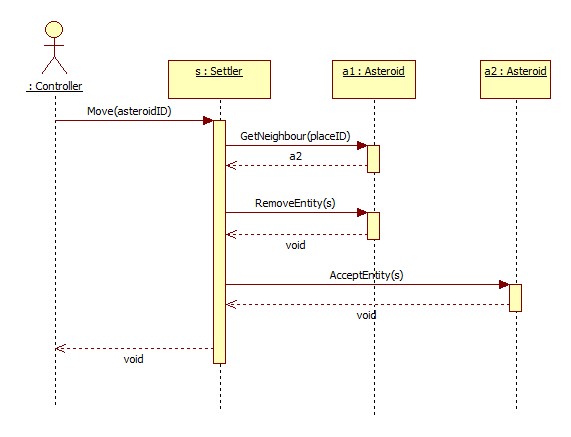 : Controller
s : Settler
a1 : Asteroid
a2 : Asteroid
Move(asteroidID)
GetNeighbour(placeID)
a2
RemoveEntity(s)
void
AcceptEntity(s)
void
void